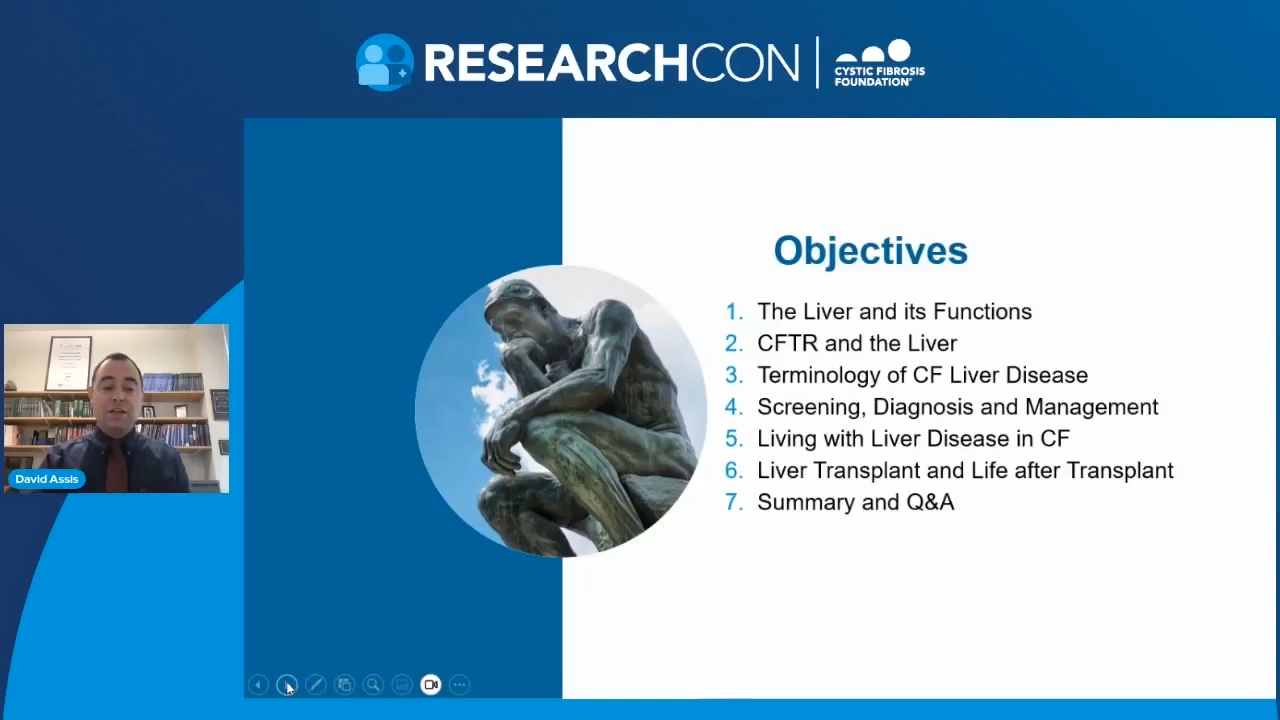 RESEARCHCON
CYSTIC FIBROSIS
FOUNDATION
Objectives
1. The Liver and its Functions
2. CFTR and the Liver
3. Terminology of CF Liver Disease
4. Screening, Diagnosis and Management
5. Living with Liver Disease in CF
6. Liver Transplant and Life after Transplant
7. Summary and Q&A
David Assis